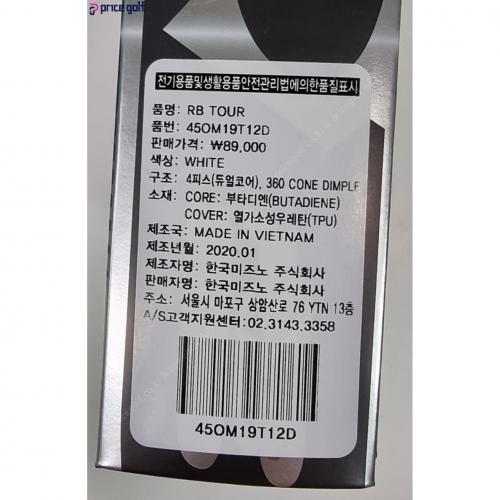 price golf
전기용품및생활용품안전관리법에의한품질표시
품명: RB TOUR
품번: 45OM19T12D
판매가격: ₩89,000
색상: WHITE
구조: 4피스(듀얼코어), 360 CONE DIMPLE
소재: CORE: 부타디엔(BUTADIENE)
COVER: 열가소성우레탄(TPU)
제조국: MADE IN VIETNAM
제조년월: 2020.01
제조자명: 한국미즈노 주식회사
판매자명: 한국미즈노 주식회사
주소: 서울시 마포구 상암산로 76 YTN 13층
A/S고객지원센터: 02.3143.3358
45OM19T12D